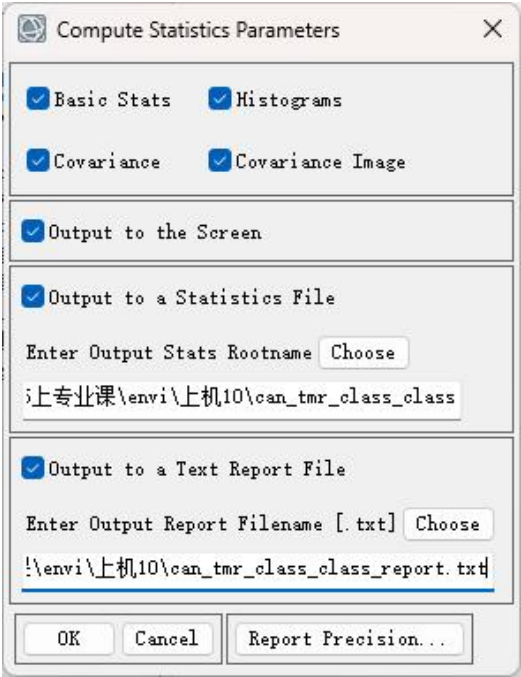 Compute Statistics Parameters
Basic Stats Histograms
Covariance Covariance Image
Output to the Screen
Output to a Statistics File
Enter Output Stats Rootname Choose
上专业课\envi\上机10\can_tmr_class_class
Output to a Text Report File
Enter Output Report Filename [.txt] Choose
\envi\上机10\can_tmr_class_class_report.txt
OK Cancel Report Precision...